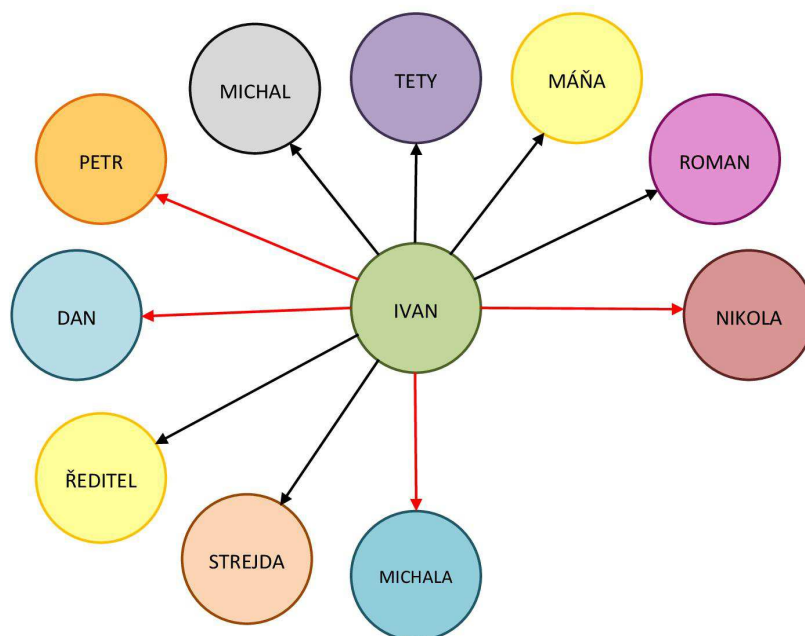 TETY
MÁŇA
MICHAL
PETR
ROMAN
DAN
IVAN
NIKOLA
ŘEDITEL
STREJDA
MICHALA